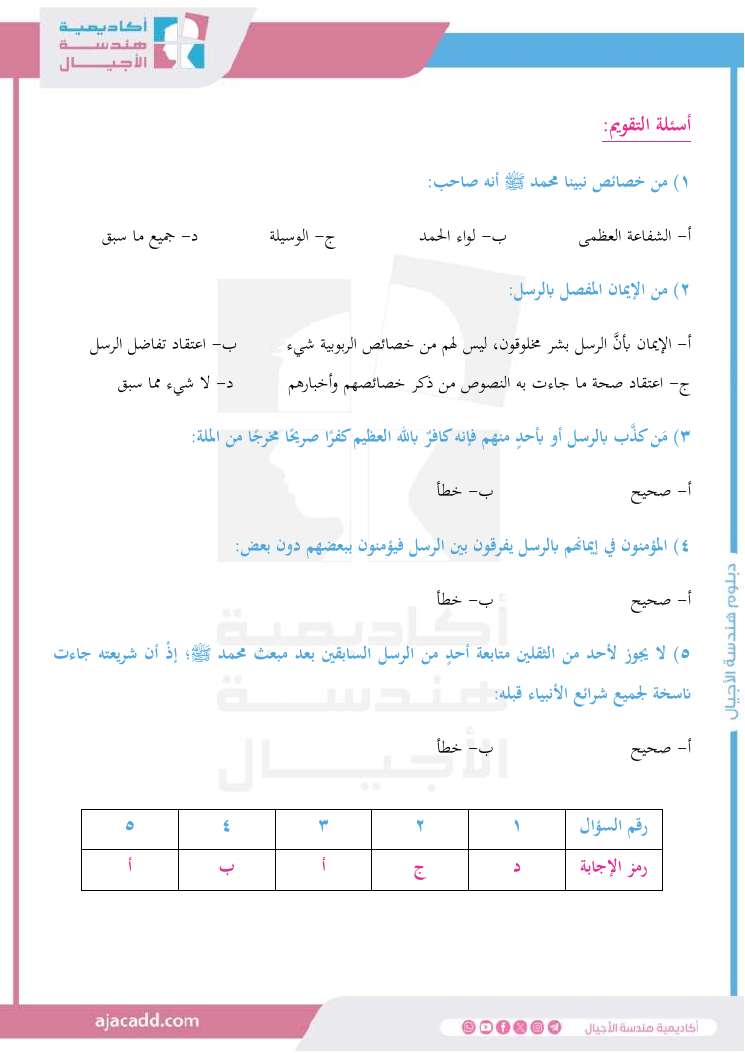 أكاديمية
هندسة
الأجيال
أسئلة التقويم:
١) من خصائص نبينا محمد ﷺ أنه صاحب:
أ- الشفاعة العظمى ب- لواء الحمد ج- الوسيلة د- جميع ما سبق
٢) من الإيمان المفصل بالرسل:
أ- الإيمان بأنَّ الرسل بشر مخلوقون، ليس لهم من خصائص الربوبية شيء ب- اعتقاد تفاضل الرسل
ج- اعتقاد صحة ما جاءت به النصوص من ذكر خصائصهم وأخبارهم د- لا شيء مما سبق
٣) مَن كذَّب بالرسل أو بأحدٍ منهم فإنه كافرٌ بالله العظيم كفرًا صريحًا مخرجًا من الملة:
أ- صحيح ب- خطأ
٤) المؤمنون في إيمانهم بالرسل يفرقون بين الرسل فيؤمنون ببعضهم دون بعض:
أ- صحيح ب- خطأ
٥) لا يجوز لأحد من الثقلين متابعة أحدٍ من الرسل السابقين بعد مبعث محمد ﷺ؛ إذْ أن شريعته جاءت
ناسخة لجميع شرائع الأنبياء قبله:
أ- صحيح ب- خطأ
رقم السؤال ١ ٢ ٣ ٤ ٥
رمز الإجابة د ج أ ب أ
أكاديمية
هندسة
الأجيال
دبلوم هندسة الأجيال
أكاديمية هندسة الأجيال
ajacadd.com